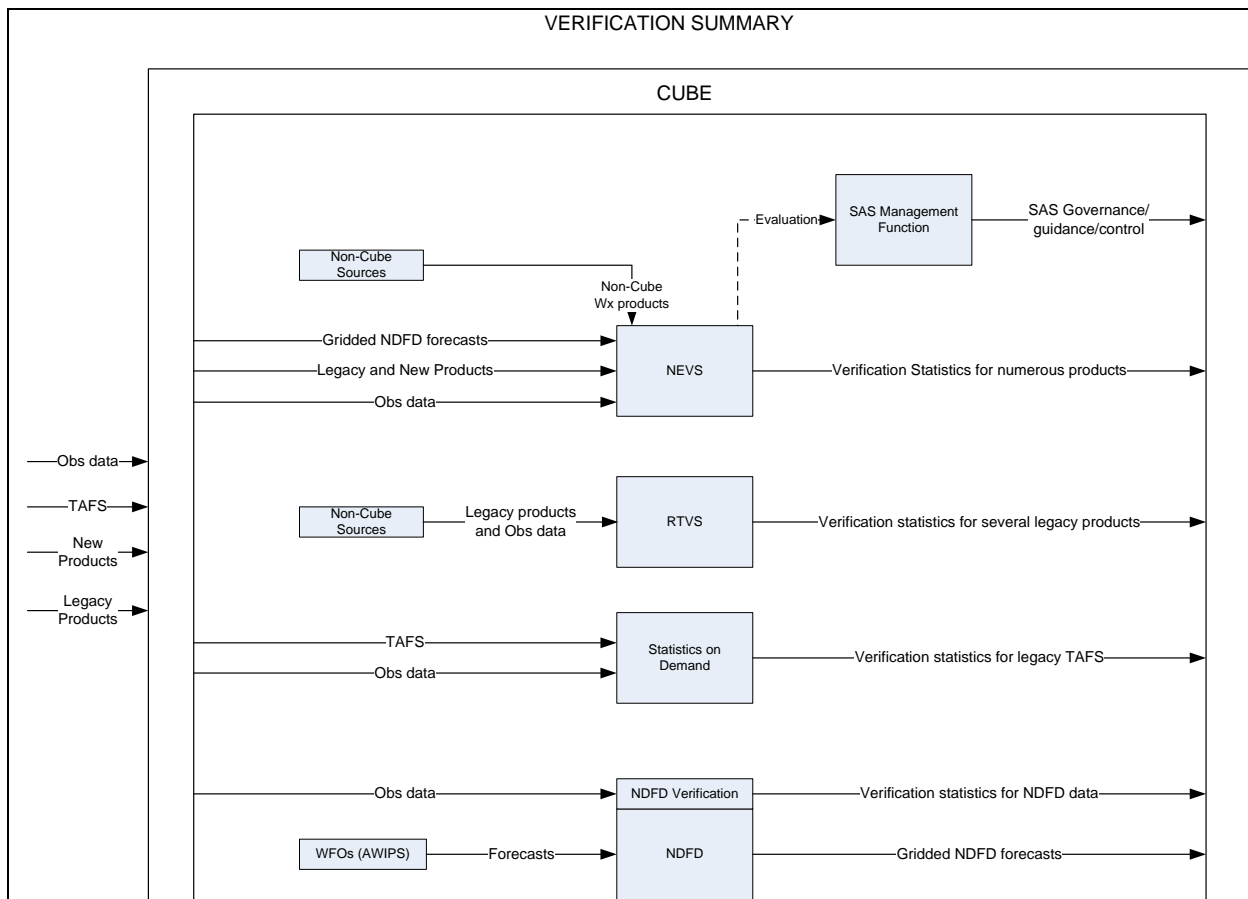 VERIFICATION SUMMARY
CUBE
Evaluation
SAS Management
Function
SAS Governance/
guidance/control
Non-Cube
Sources
Non-Cube
Wx products
Gridded NDFD forecasts
Legacy and New Products
Obs data
NEVS
Verification Statistics for numerous products
Obs data
TAFS
New
Products
Legacy
Products
Non-Cube
Sources
Legacy products
and Obs data
RTVS
Verification statistics for several legacy products
TAFS
Obs data
Statistics on
Demand
Verification statistics for legacy TAFS
Obs data
NDFD Verification
Verification statistics for NDFD data
WFOs (AWIPS)
Forecasts
NDFD
Gridded NDFD forecasts